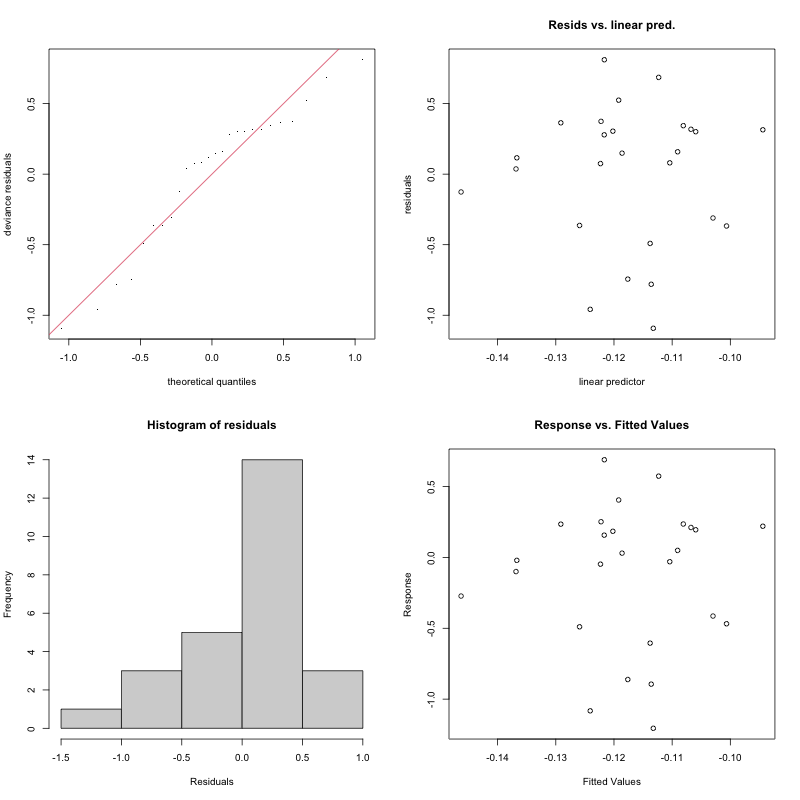 deviance residuals
0.5
0.0
-0.5
-1.0
-1.0 -0.5 0.0 0.5 1.0
theoretical quantiles
Resids vs. linear pred.
residuals
0.5
0.0
-0.5
-1.0
-0.14 -0.13 -0.12 -0.11 -0.10
linear predictor
Histogram of residuals
Frequency
14
12
10
8
6
4
2
0
-1.5 -1.0 -0.5 0.0 0.5 1.0
Residuals
Response vs. Fitted Values
Response
0.5
0.0
-0.5
-1.0
-0.14 -0.13 -0.12 -0.11 -0.10
Fitted Values